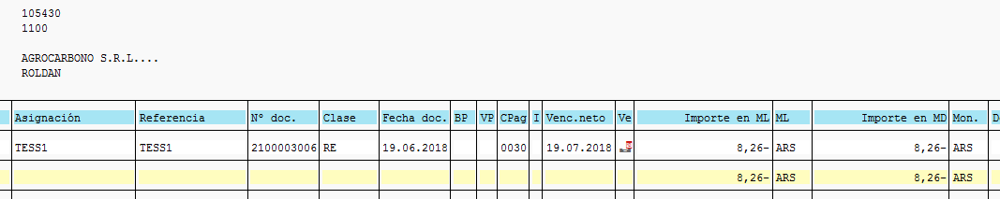 105430
1100
AGROCARBONO S.R.L....
ROLDAN
Asignación Referencia Nº doc. Clase Fecha doc. BP VP CPag I Venc.neto Ve Importe en ML ML Importe en MD Mon.
TESS1 TESS1 2100003006 RE 19.06.2018 0030 19.07.2018 8,26- ARS 8,26- ARS
8,26- ARS 8,26- ARS